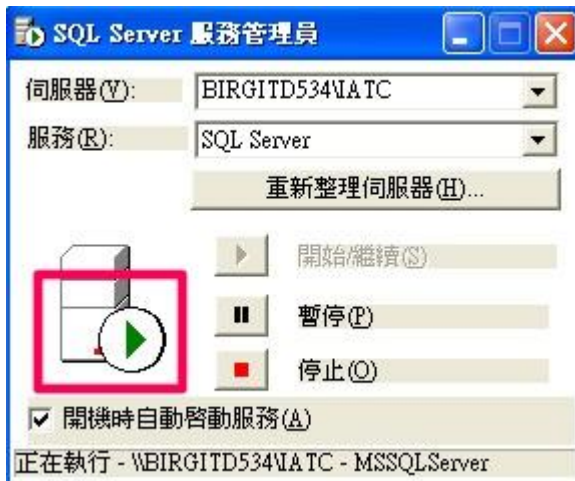 SQL Server 服務管理員
伺服器(V): BIRGITD534\IATC
服務(R): SQL Server
重新整理伺服器(H)...
開始/繼續(S)
暫停(P)
停止(O)
開機時自動啓動服務(A)
正在執行 - \\BIRGITD534\IATC - MSSQLServer